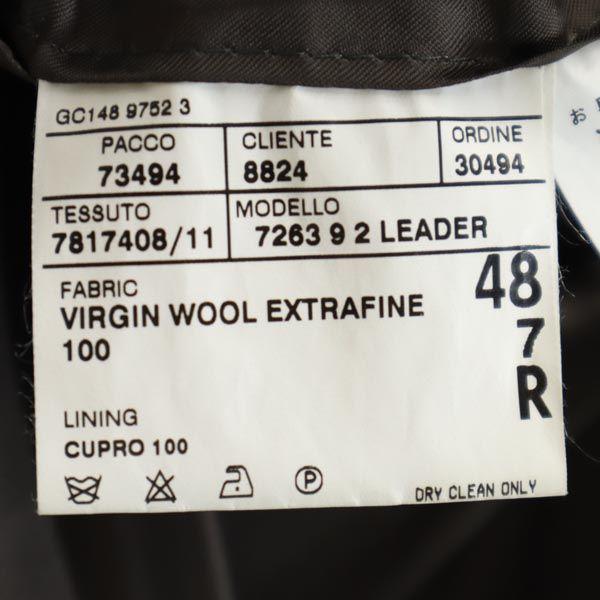 GC148 9752 3
PACCO CLIENTE ORDINE
73494 8824 30494
TESSUTO MODELLO
7817408/11 7263 9 2 LEADER
FABRIC
VIRGIN WOOL EXTRAFINE
100
48
7
R
LINING
CUPRO 100
P
DRY CLEAN ONLY
お